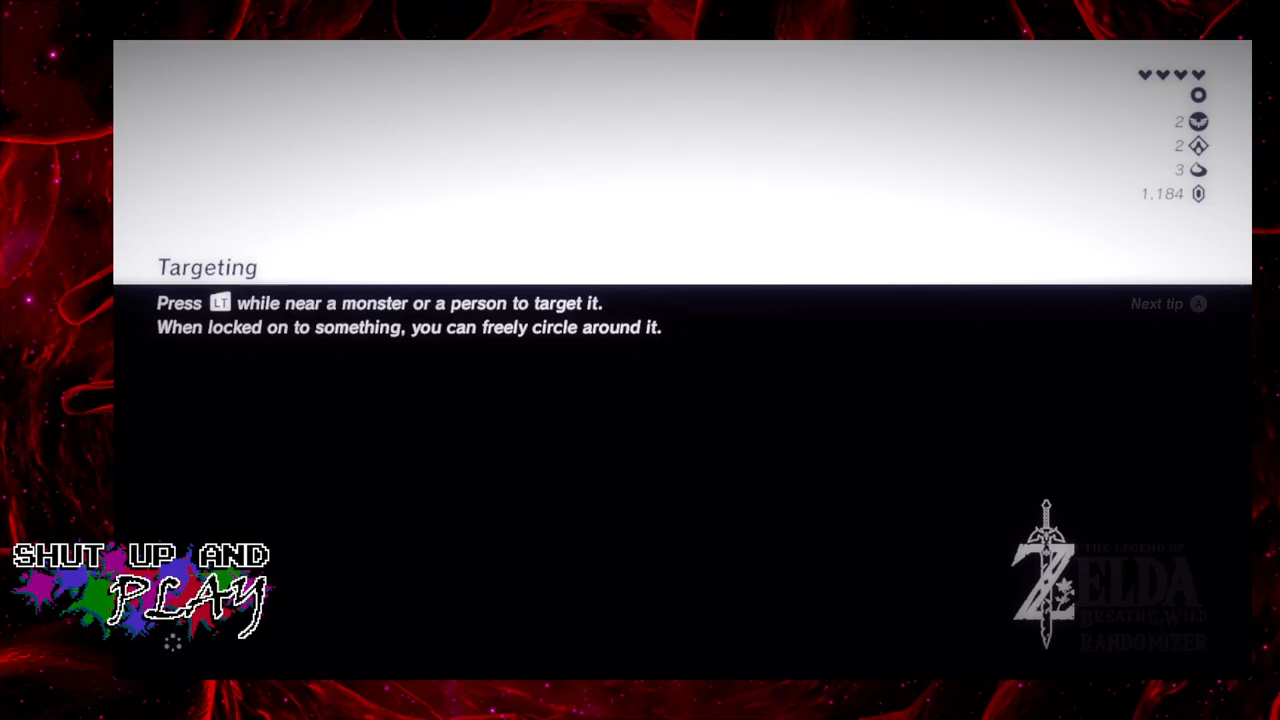 2
2
3
1,184
Targeting
Press LT while near a monster or a person to target it.
When locked on to something, you can freely circle around it.
Next tip A
SHUT UP AND
PLAY
THE LEGEND OF
ZELDA
BREATH OF THE WILD
RANDOMIZER